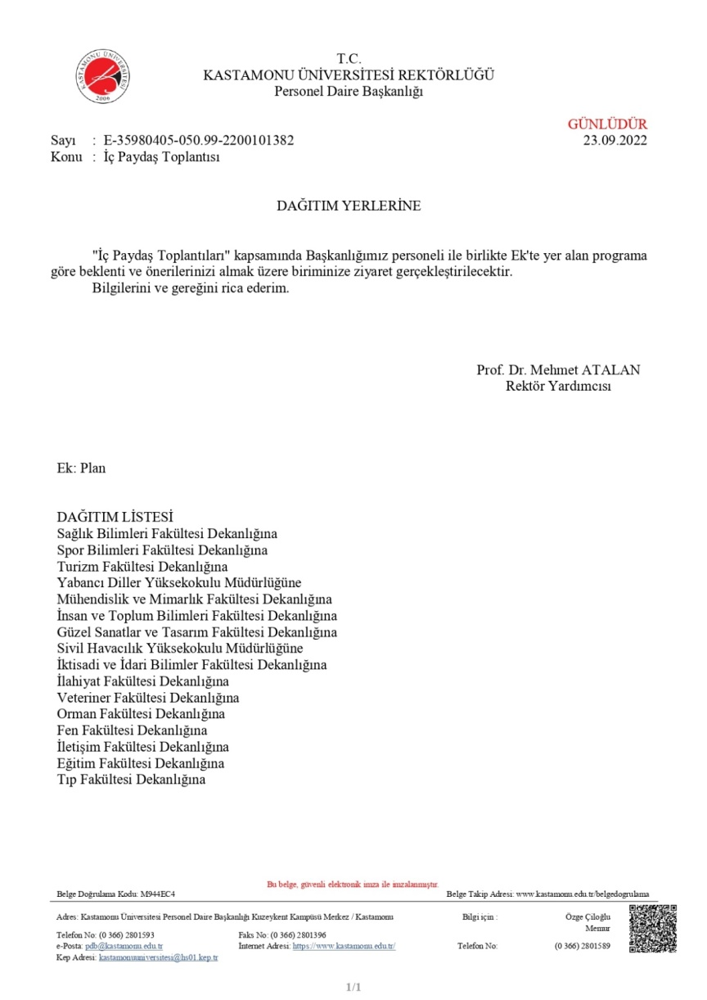 KASTAMONU ÜNİVERSİTESİ
2006
T.C.
KASTAMONU ÜNİVERSİTESİ REKTÖRLÜĞÜ
Personel Daire Başkanlığı
GÜNLÜDÜR
Sayı : E-35980405-050.99-2200101382 23.09.2022
Konu : İç Paydaş Toplantısı
DAĞITIM YERLERİNE
"İç Paydaş Toplantıları" kapsamında Başkanlığımız personeli ile birlikte Ek'te yer alan programa
göre beklenti ve önerilerinizi almak üzere biriminize ziyaret gerçekleştirilecektir.
Bilgilerini ve gereğini rica ederim.
Prof. Dr. Mehmet ATALAN
Rektör Yardımcısı
Ek: Plan
DAĞITIM LİSTESİ
Sağlık Bilimleri Fakültesi Dekanlığına
Spor Bilimleri Fakültesi Dekanlığına
Turizm Fakültesi Dekanlığına
Yabancı Diller Yüksekokulu Müdürlüğüne
Mühendislik ve Mimarlık Fakültesi Dekanlığına
İnsan ve Toplum Bilimleri Fakültesi Dekanlığına
Güzel Sanatlar ve Tasarım Fakültesi Dekanlığına
Sivil Havacılık Yüksekokulu Müdürlüğüne
İktisadi ve İdari Bilimler Fakültesi Dekanlığına
İlahiyat Fakültesi Dekanlığına
Veteriner Fakültesi Dekanlığına
Orman Fakültesi Dekanlığına
Fen Fakültesi Dekanlığına
İletişim Fakültesi Dekanlığına
Eğitim Fakültesi Dekanlığına
Tıp Fakültesi Dekanlığına
Bu belge, güvenli elektronik imza ile imzalanmıştır.
Belge Doğrulama Kodu: M944EC4 Belge Takip Adresi: www.kastamonu.edu.tr/belgedogrulama
Adres: Kastamonu Üniversitesi Personel Daire Başkanlığı Kuzeykent Kampüsü Merkez / Kastamonu Bilgi için : Özge Çiloğlu
Memur
Telefon No: (0 366) 2801593 Faks No: (0 366) 2801396
e-Posta: pdb@kastamonu.edu.tr Internet Adresi: https://www.kastamonu.edu.tr/ Telefon No: (0 366) 2801589
Kep Adresi: kastamonuuniversitesi@hs01.kep.tr
1/1